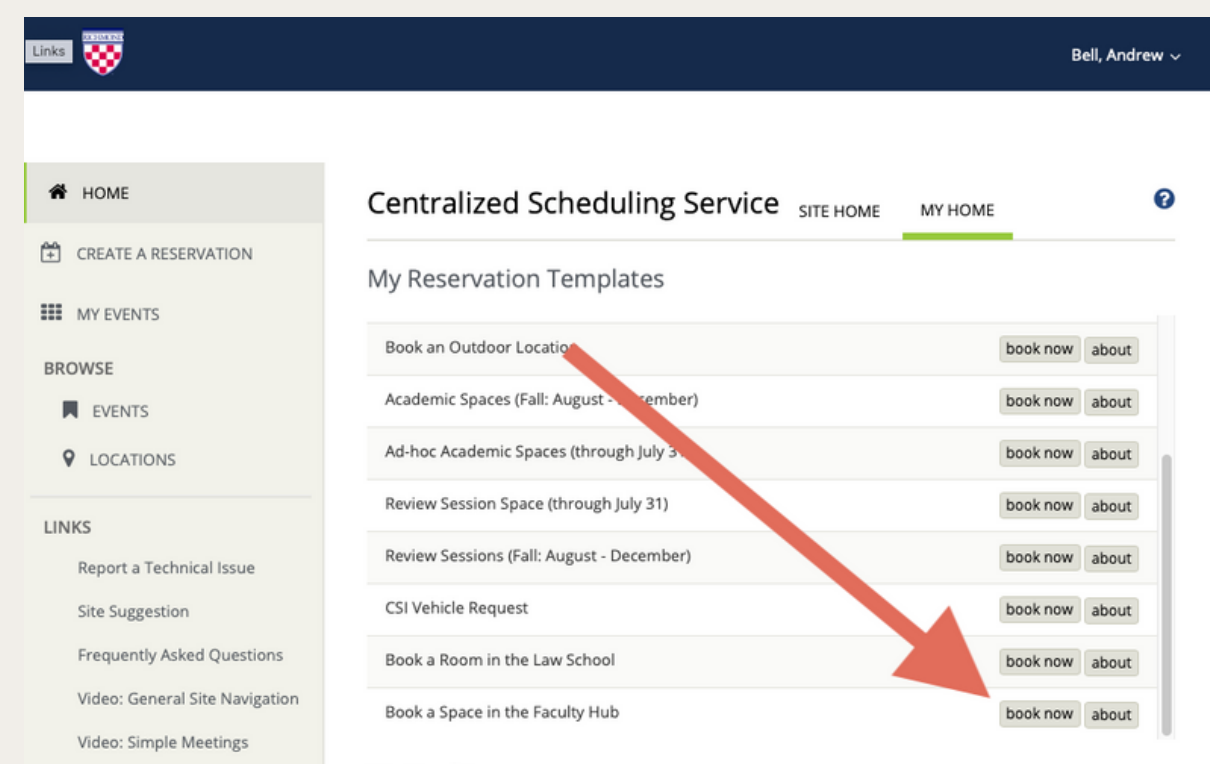 Links
RICHMOND
Bell, Andrew
HOME
CREATE A RESERVATION
MY EVENTS
BROWSE
EVENTS
LOCATIONS
LINKS
Report a Technical Issue
Site Suggestion
Frequently Asked Questions
Video: General Site Navigation
Video: Simple Meetings
Centralized Scheduling Service SITE HOME MY HOME ?
My Reservation Templates
Book an Outdoor Location book now about
Academic Spaces (Fall: August - December) book now about
Ad-hoc Academic Spaces (through July 31 book now about
Review Session Space (through July 31) book now about
Review Sessions (Fall: August - December) book now about
CSI Vehicle Request book now about
Book a Room in the Law School book now about
Book a Space in the Faculty Hub book now about